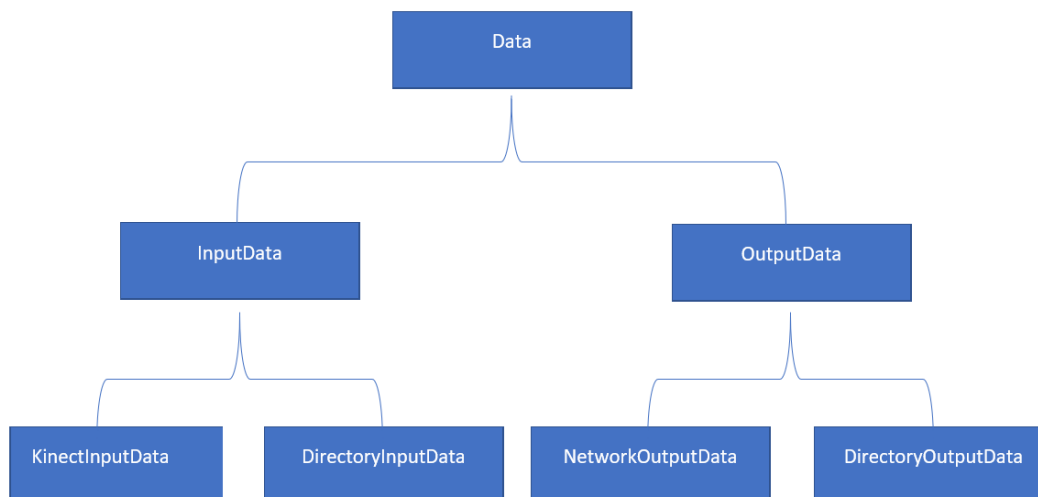 Data
InputData
OutputData
KinectInputData
DirectoryInputData
NetworkOutputData
DirectoryOutputData